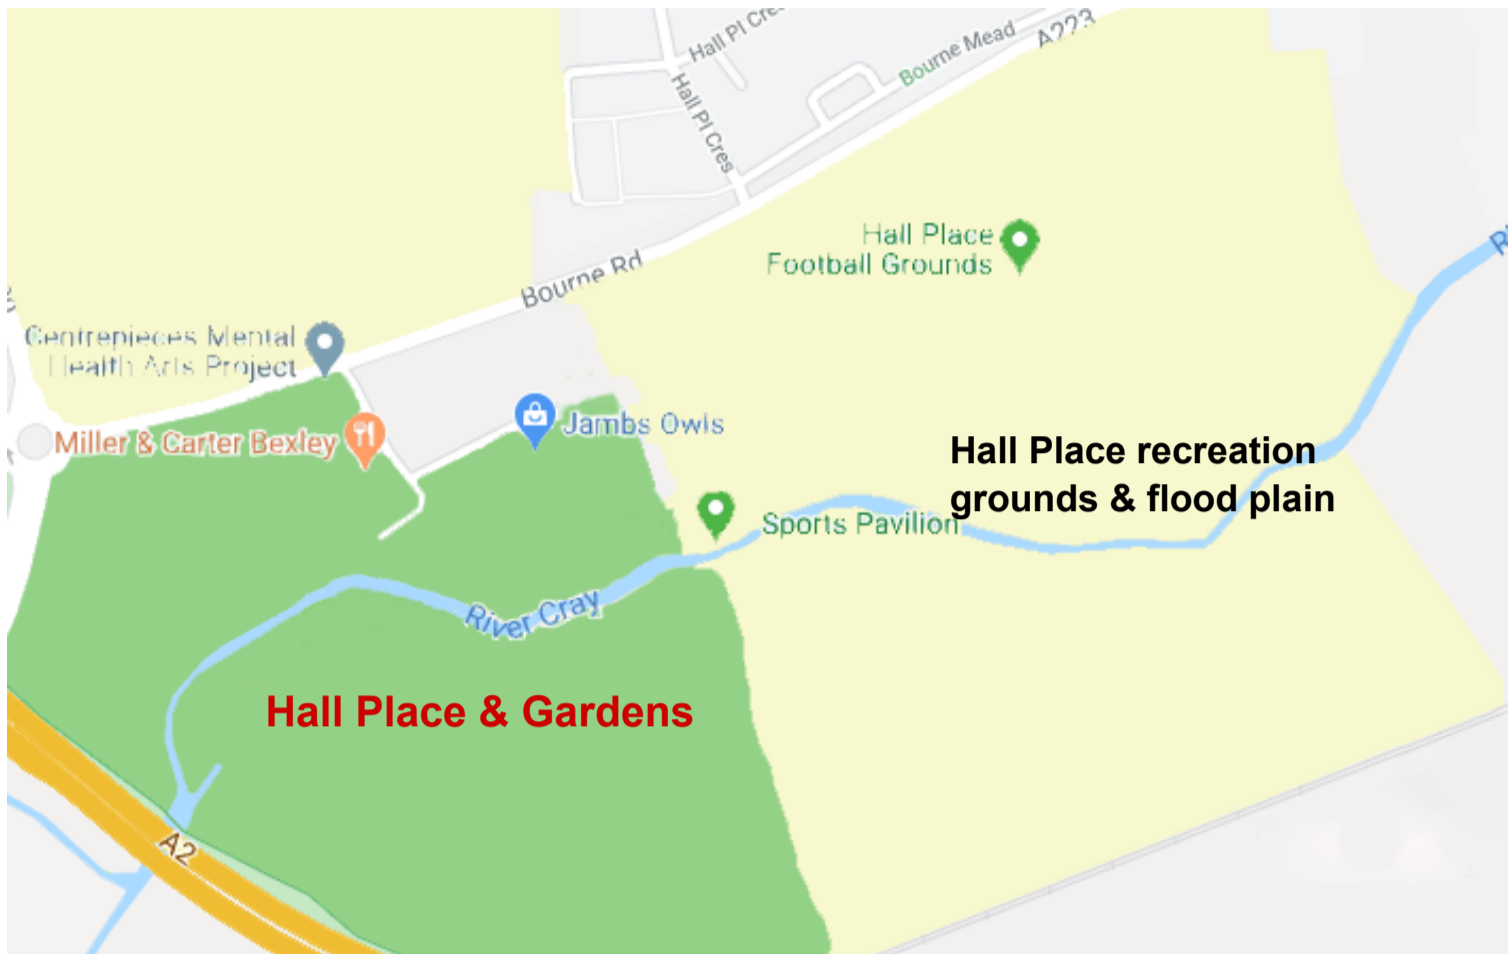 Hall Pl Cres
Hall Pl Cres
Bourne Mead
A223
Hall Place
Football Grounds
Bourne Rd
Centrepieces Mental
Health Arts Project
Miller & Carter Bexley
Jambs Owls
Hall Place recreation
grounds & flood plain
Sports Pavilion
River Cray
Hall Place & Gardens
A2